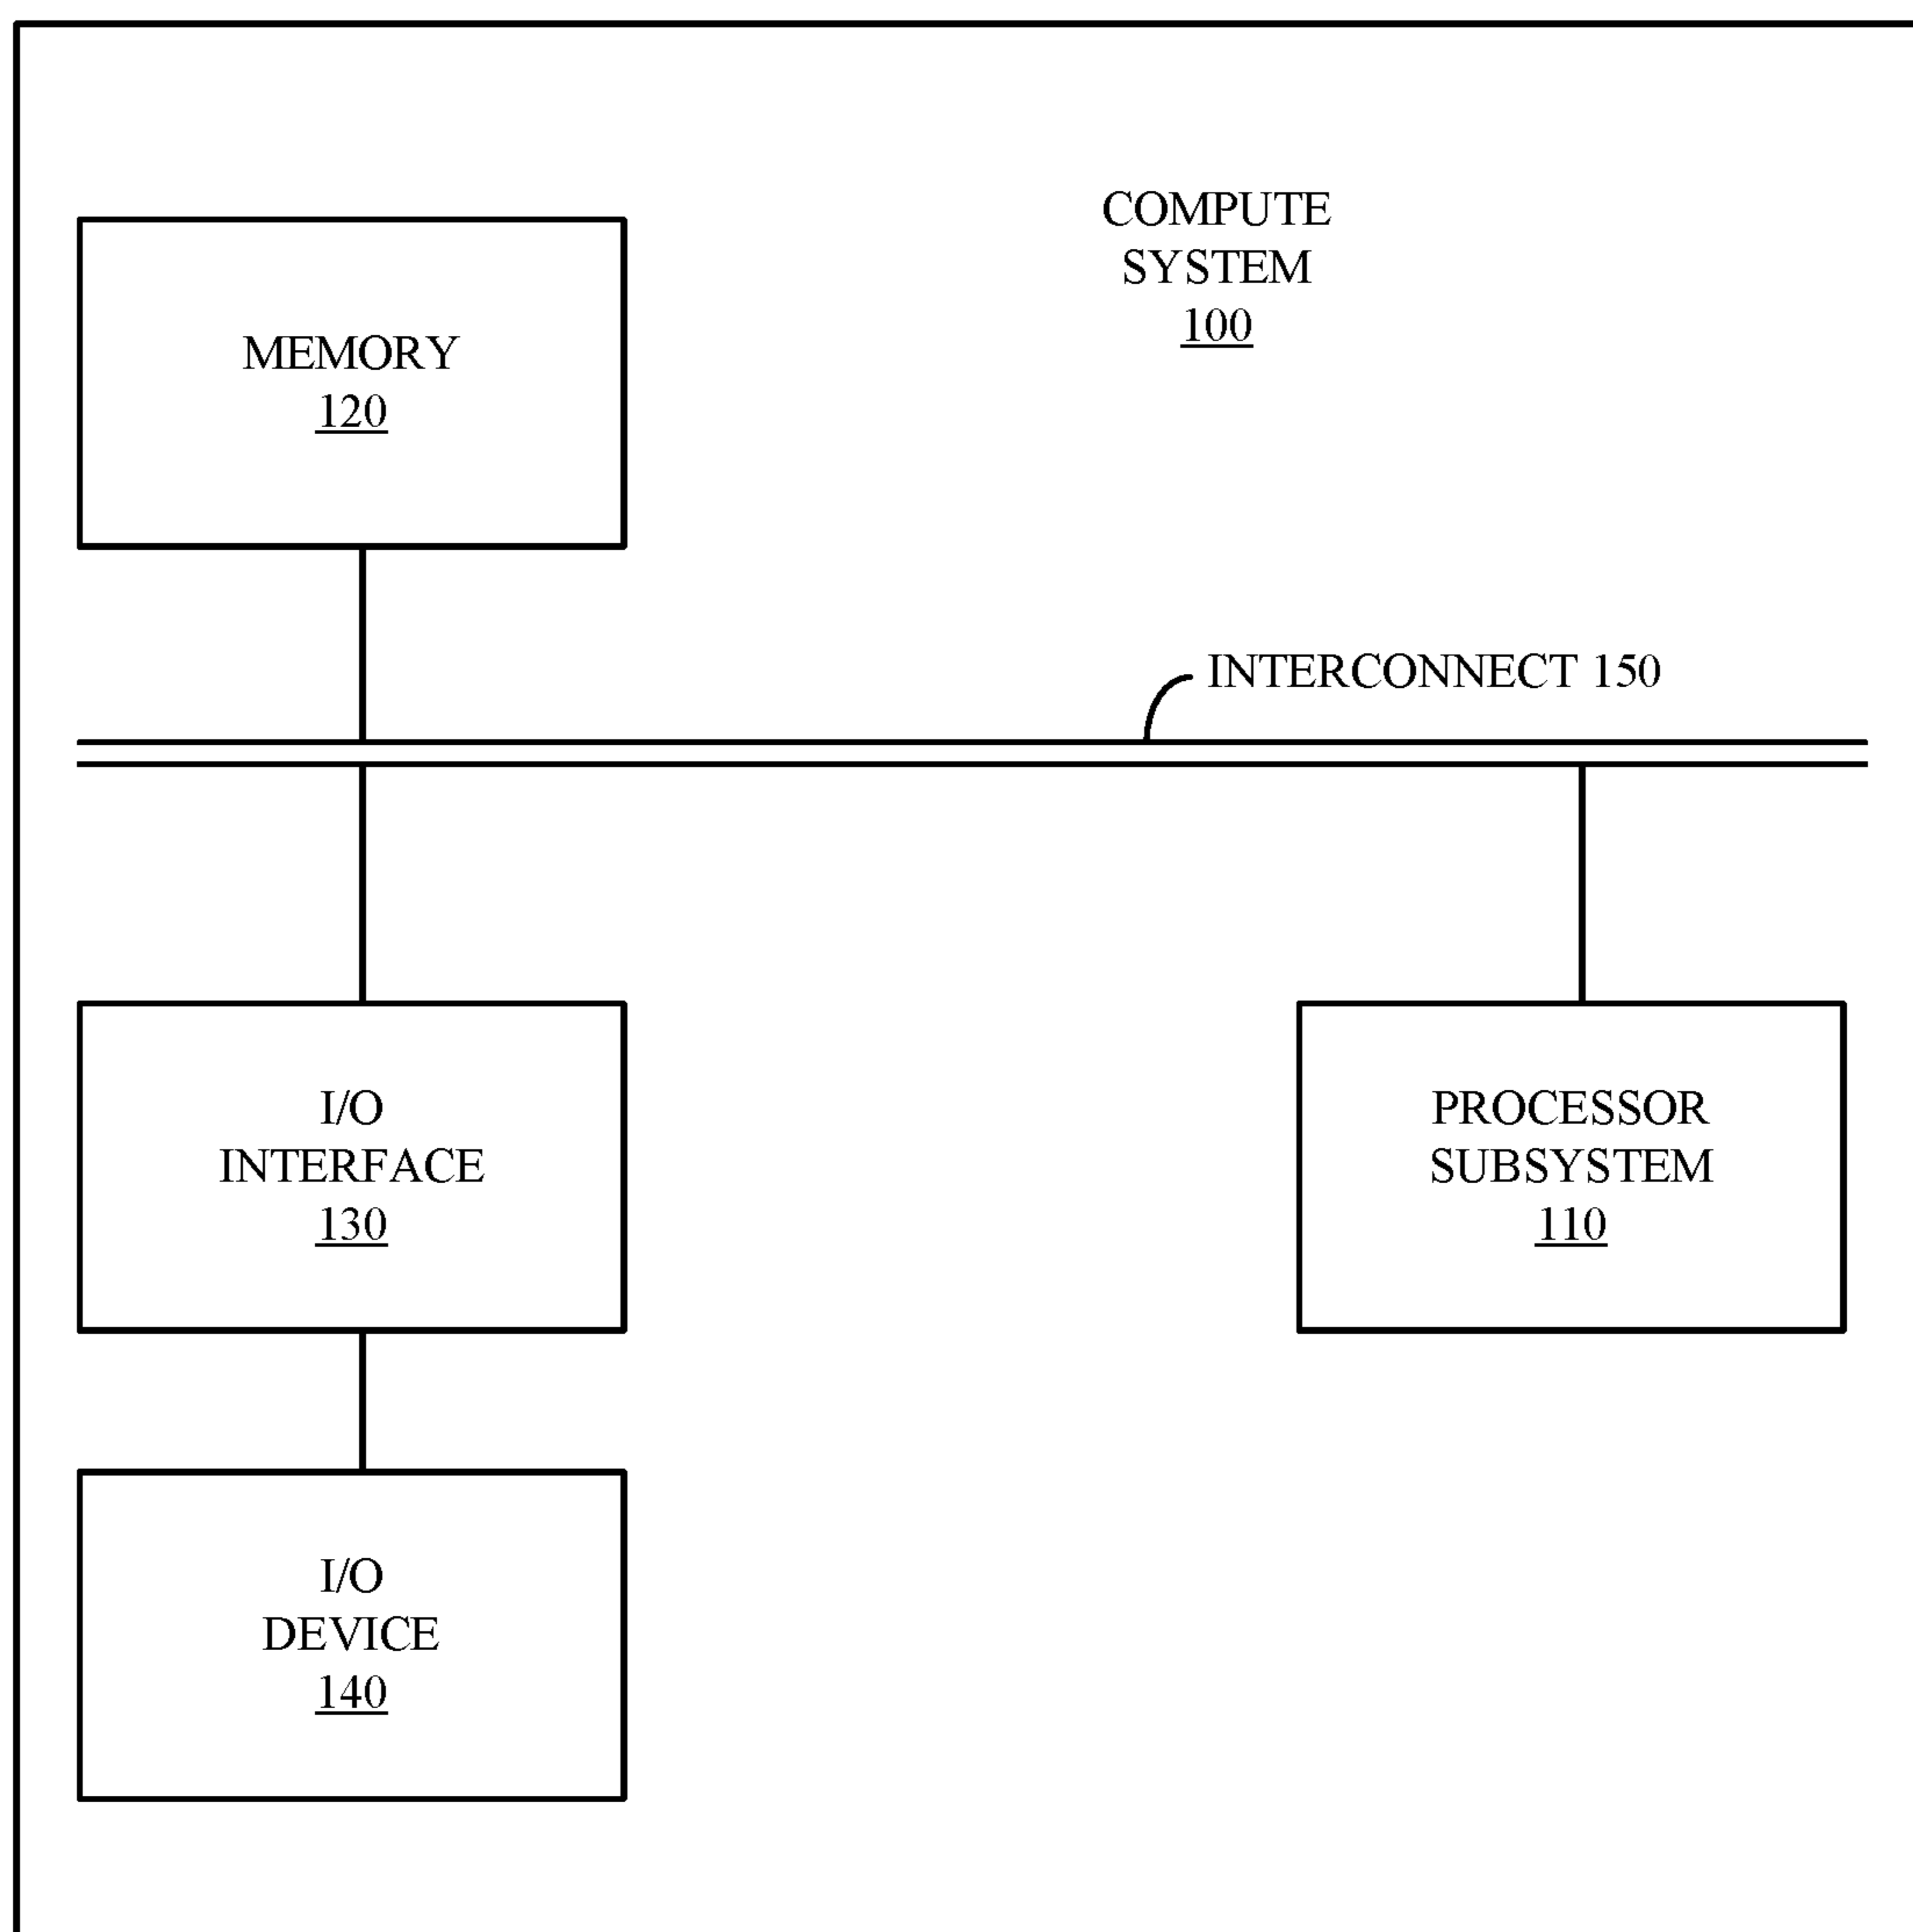 COMPUTE
SYSTEM
100
MEMORY
120
INTERCONNECT 150
I/O
INTERFACE
130
PROCESSOR
SUBSYSTEM
110
I/O
DEVICE
140